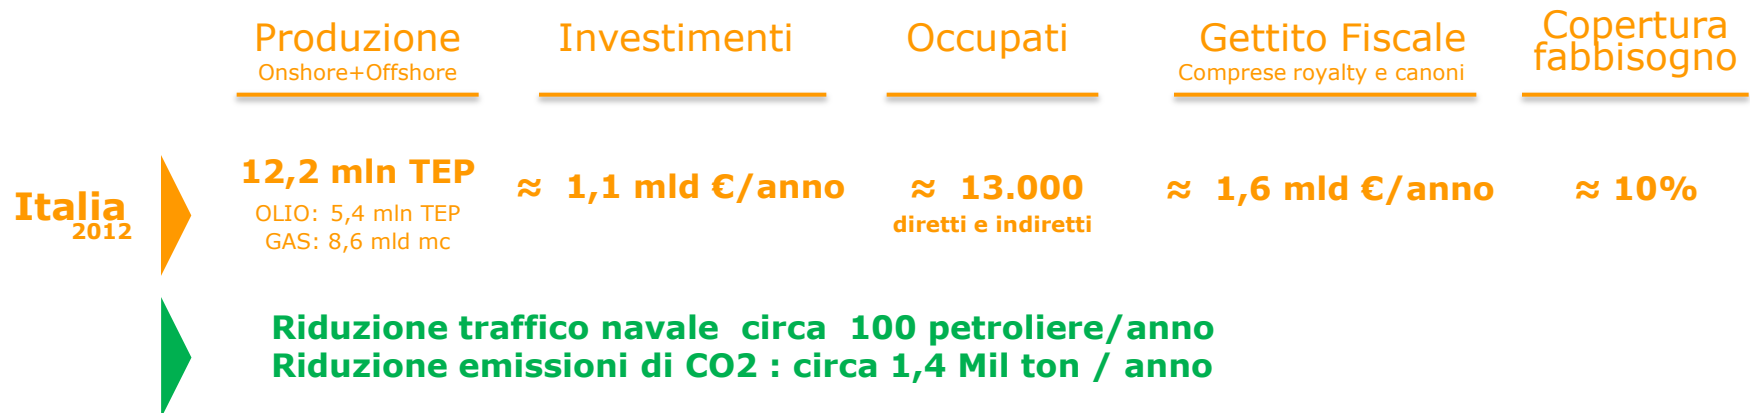 Produzione
Onshore+Offshore
Investimenti
Occupati
Gettito Fiscale
Comprese royalty e canoni
Copertura
fabbisogno
Italia
2012
12,2 mln TEP
OLIO: 5,4 mln TEP
GAS: 8,6 mld mc
≈ 1,1 mld €/anno
≈ 13.000
diretti e indiretti
≈ 1,6 mld €/anno
≈ 10%
Riduzione traffico navale circa 100 petroliere/anno
Riduzione emissioni di CO2 : circa 1,4 Mil ton / anno